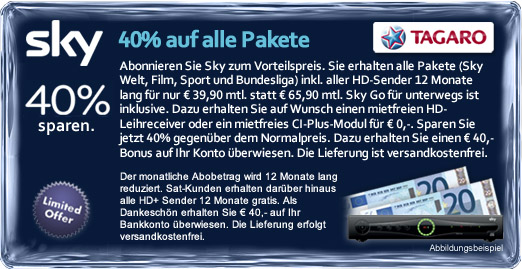 sky
40% auf alle Pakete
TAGARO
40%
sparen.
Abonnieren Sie Sky zum Vorteilspreis. Sie erhalten alle Pakete (Sky
Welt, Film, Sport und Bundesliga) inkl. aller HD-Sender 12 Monate
lang für nur € 39,90 mtl. statt € 65,90 mtl. Sky Go für unterwegs ist
inklusive. Dazu erhalten Sie auf Wunsch einen mietfreien HD-
Leihreceiver oder ein mietfreies CI-Plus-Modul für € 0,-. Sparen Sie
jetzt 40% gegenüber dem Normalpreis. Dazu erhalten Sie einen € 40,-
Bonus auf Ihr Konto überwiesen. Die Lieferung ist versandkostenfrei.
Limited
Offer
Der monatliche Abobetrag wird 12 Monate lang
reduziert. Sat-Kunden erhalten darüber hinaus
alle HD+ Sender 12 Monate gratis. Als
Dankeschön erhalten Sie € 40,- auf Ihr
Bankkonto überwiesen. Die Lieferung erfolgt
versandkostenfrei.
20
20
Abbildungsbeispiel